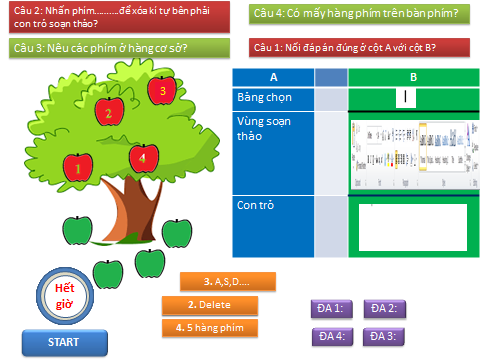 Câu 2: Nhấn phím.........để xóa kí tự bên phải
con trỏ soạn thảo?
Câu 4: Có mấy hàng phím trên bàn phím?
Câu 3: Nêu các phím ở hàng cơ sở?
Câu 1: Nối đáp án đúng ở cột A với cột B?
A
B
Bảng chọn
Vùng soạn
thảo
Con trỏ
3
2
1
4
Hết
giờ
START
3. A,S,D....
2. Delete
4. 5 hàng phím
ĐA 1:
ĐA 2:
ĐA 4:
ĐA 3: